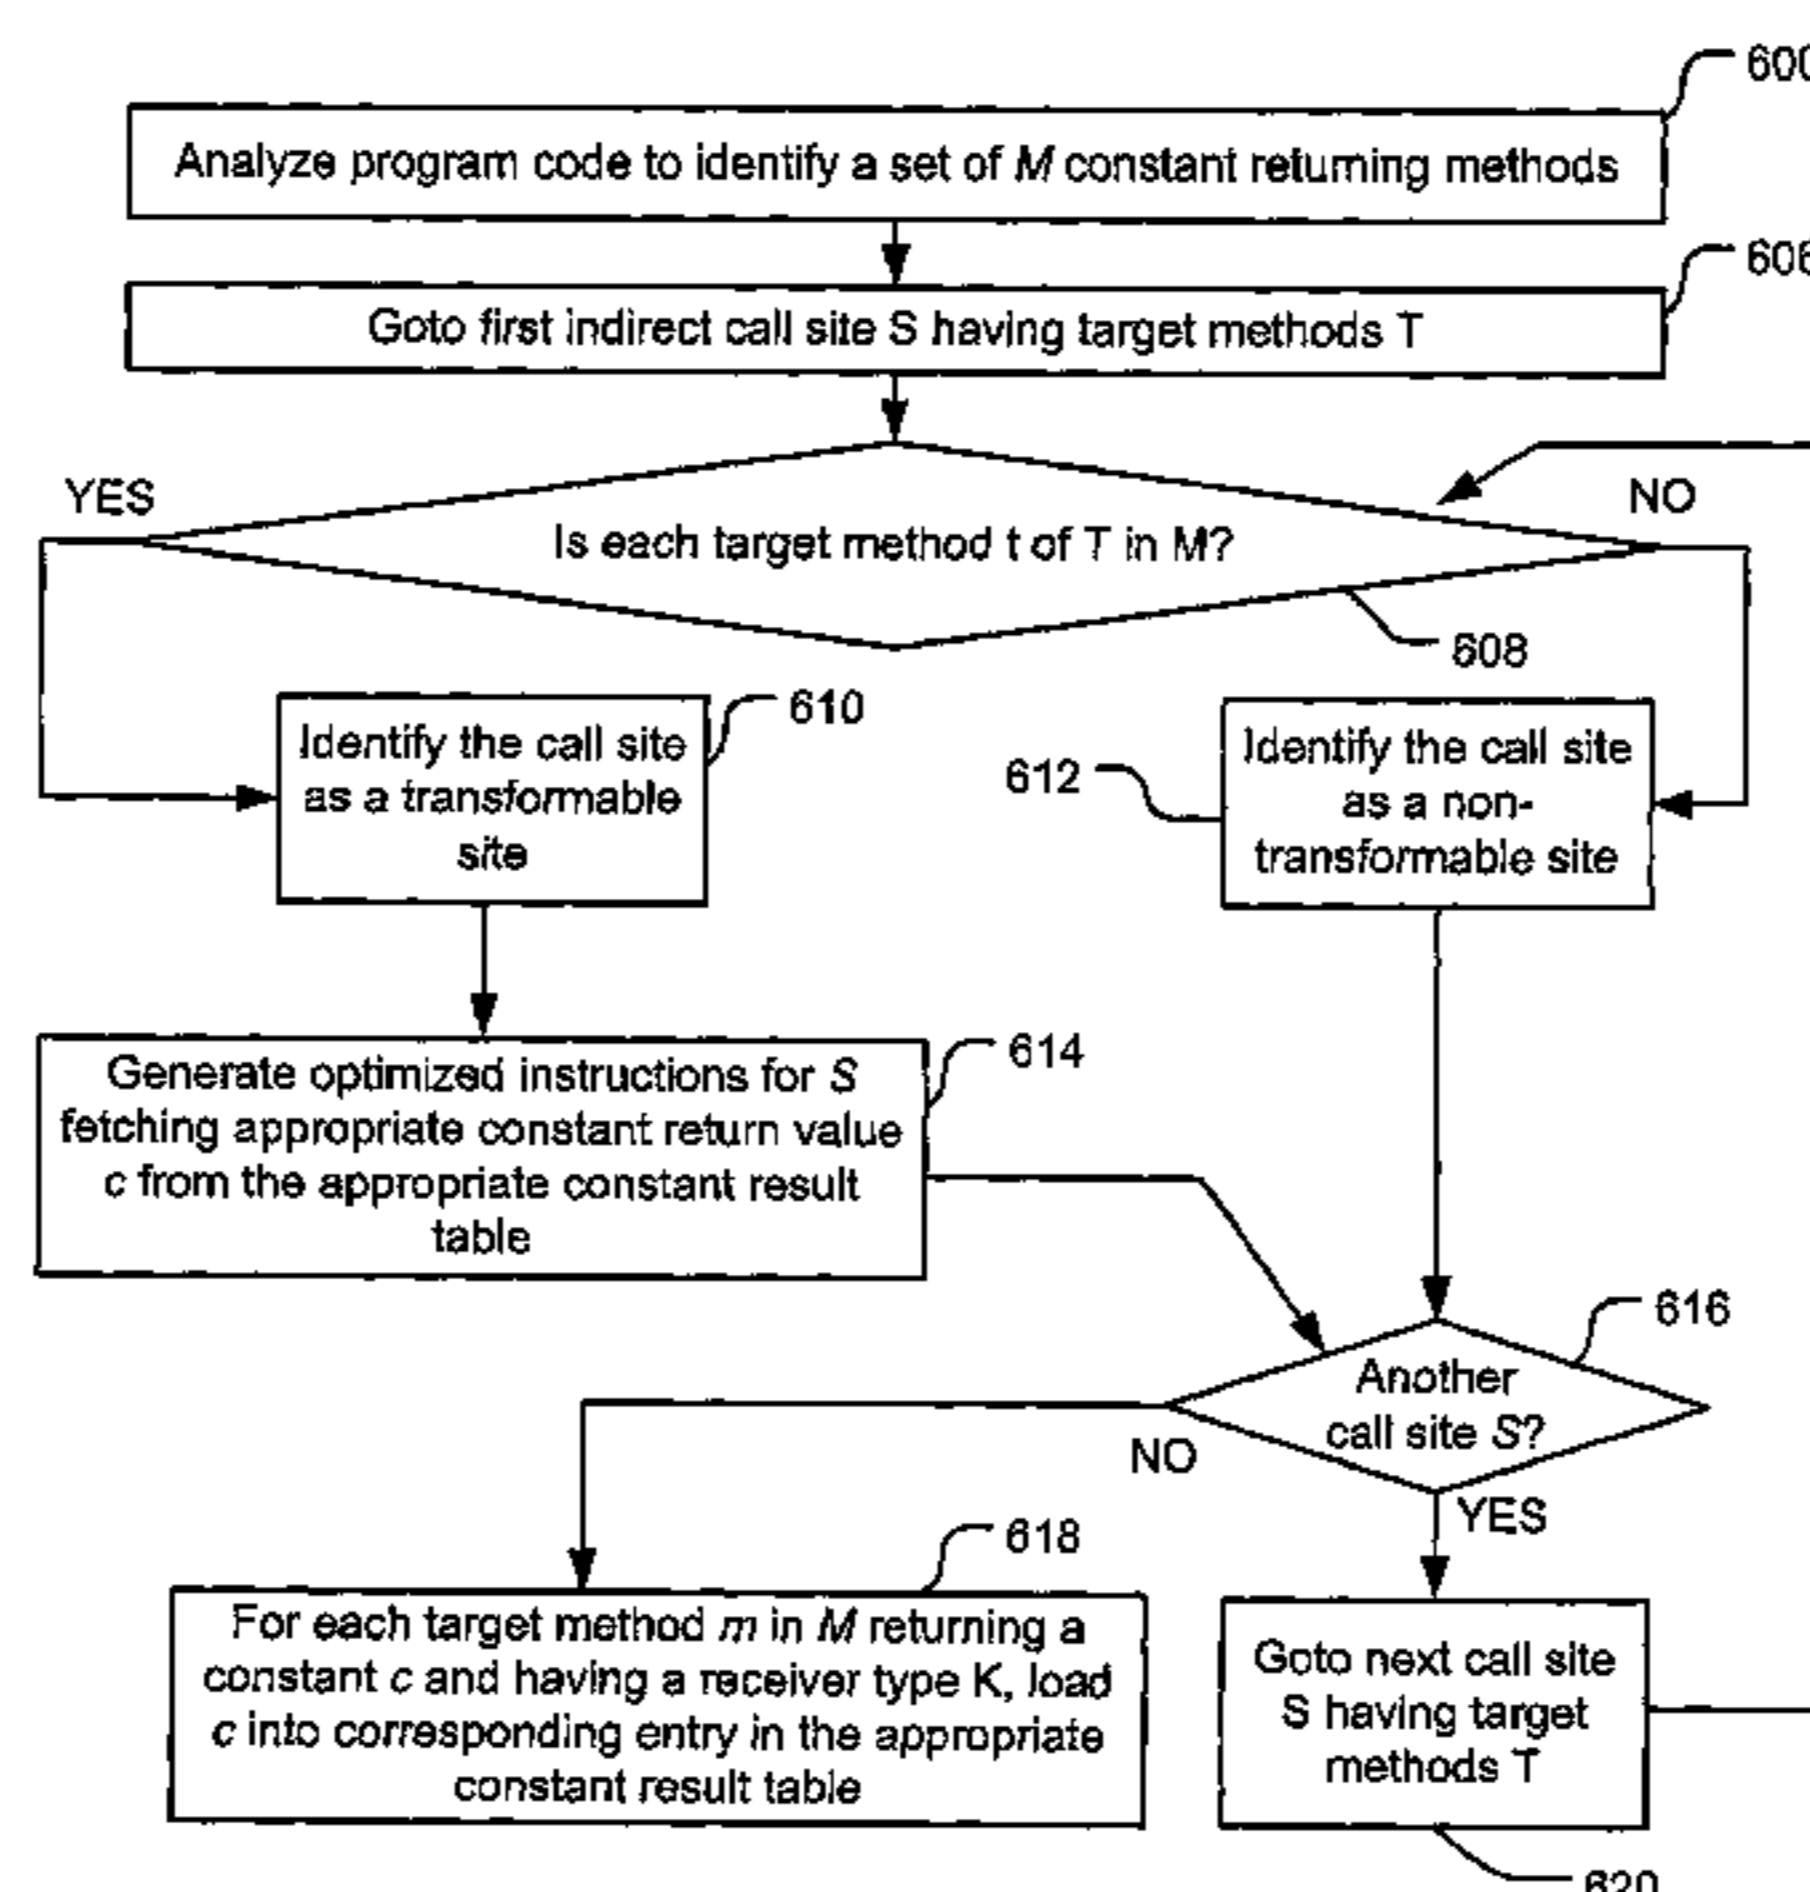 600
Analyze program code to identify a set of M constant returning methods
606
Goto first indirect call site S having target methods T
YES
NO
Is each target method t of T in M?
608
610
Identify the call site
as a transformable
site
612
Identify the call site
as a non-
transformable site
614
Generate optimized instructions for S
fetching appropriate constant return value
c from the appropriate constant result
table
616
Another
call site S?
NO
YES
618
For each target method m in M returning a
constant c and having a receiver type K, load
c into corresponding entry in the appropriate
constant result table
Goto next call site
S having target
methods T
620